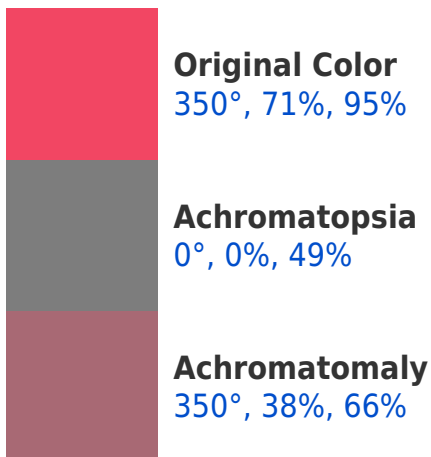 Original Color
350°, 71%, 95%
Achromatopsia
0°, 0%, 49%
Achromatomaly
350°, 38%, 66%